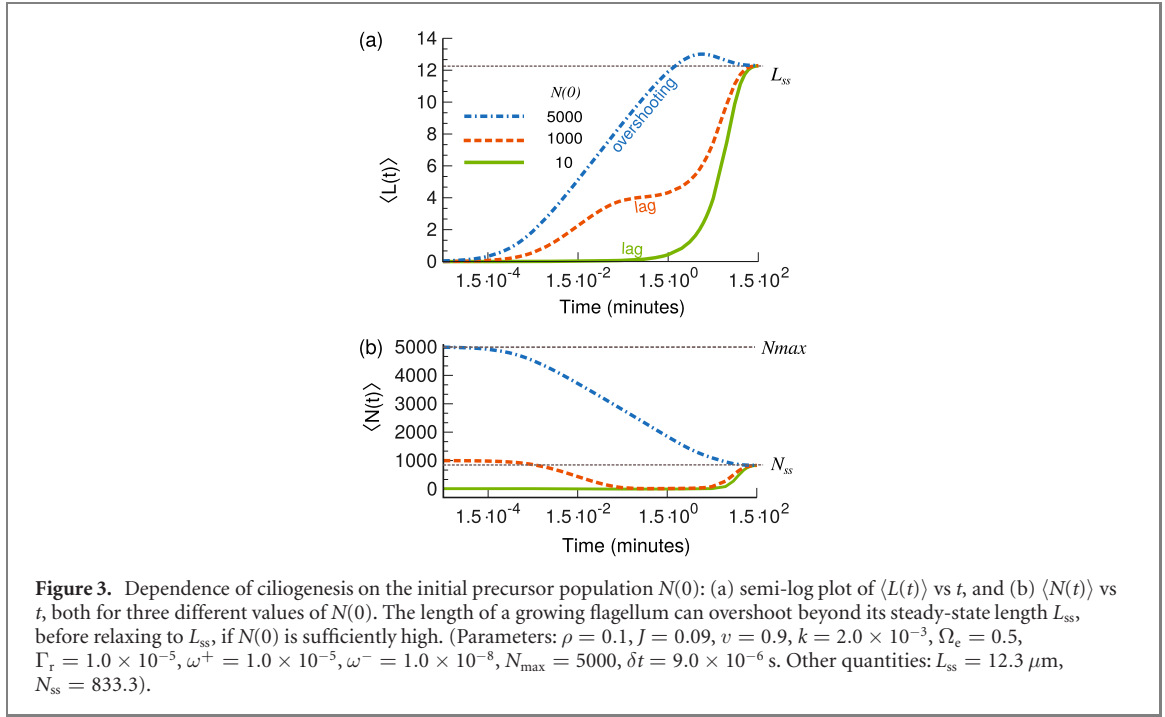 (a)
14
12
10
8
6
4
2
0
⟨L(t)⟩
N(0)
5000
1000
10
overshooting
lag
lag
L_ss
1.5·10^-4 1.5·10^-2 1.5·10^0 1.5·10^2
Time (minutes)
(b)
5000
4000
3000
2000
1000
0
⟨N(t)⟩
Nmax
N_ss
1.5·10^-4 1.5·10^-2 1.5·10^0 1.5·10^2
Time (minutes)
Figure 3. Dependence of ciliogenesis on the initial precursor population N(0): (a) semi-log plot of ⟨L(t)⟩ vs t, and (b) ⟨N(t)⟩ vs
t, both for three different values of N(0). The length of a growing flagellum can overshoot beyond its steady-state length L_ss,
before relaxing to L_ss, if N(0) is sufficiently high. (Parameters: ρ = 0.1, J = 0.09, v = 0.9, k = 2.0 × 10^-3, Ω_e = 0.5,
Γ_r = 1.0 × 10^-5, ω^+ = 1.0 × 10^-5, ω^- = 1.0 × 10^-8, N_max = 5000, δt = 9.0 × 10^-6 s. Other quantities: L_ss = 12.3 μm,
N_ss = 833.3).